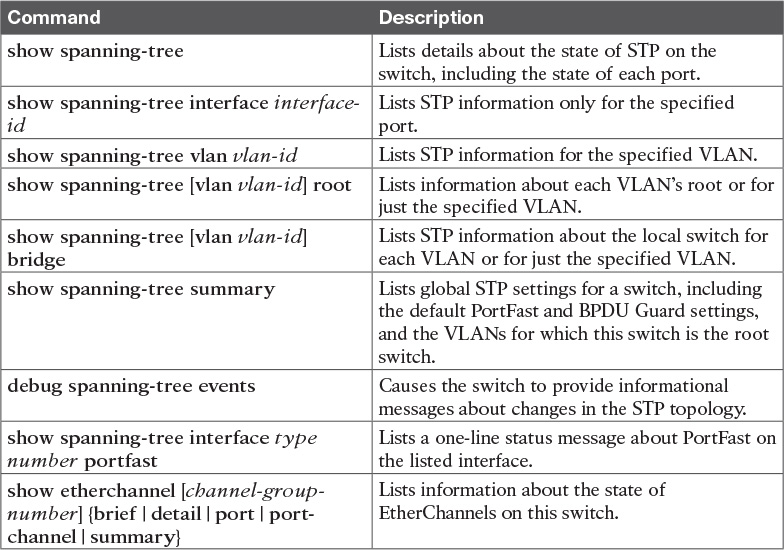 Command
Description
show spanning-tree
Lists details about the state of STP on the
switch, including the state of each port.
show spanning-tree interface interface-
id
Lists STP information only for the specified
port.
show spanning-tree vlan vlan-id
Lists STP information for the specified VLAN.
show spanning-tree [vlan vlan-id] root
Lists information about each VLAN's root or for
just the specified VLAN.
show spanning-tree [vlan vlan-id]
bridge
Lists STP information about the local switch for
each VLAN or for just the specified VLAN.
show spanning-tree summary
Lists global STP settings for a switch, including
the default PortFast and BPDU Guard settings,
and the VLANs for which this switch is the root
switch.
debug spanning-tree events
Causes the switch to provide informational
messages about changes in the STP topology.
show spanning-tree interface type
number portfast
Lists a one-line status message about PortFast on
the listed interface.
show etherchannel [channel-group-
number] {brief | detail | port | port-
channel | summary}
Lists information about the state of
EtherChannels on this switch.